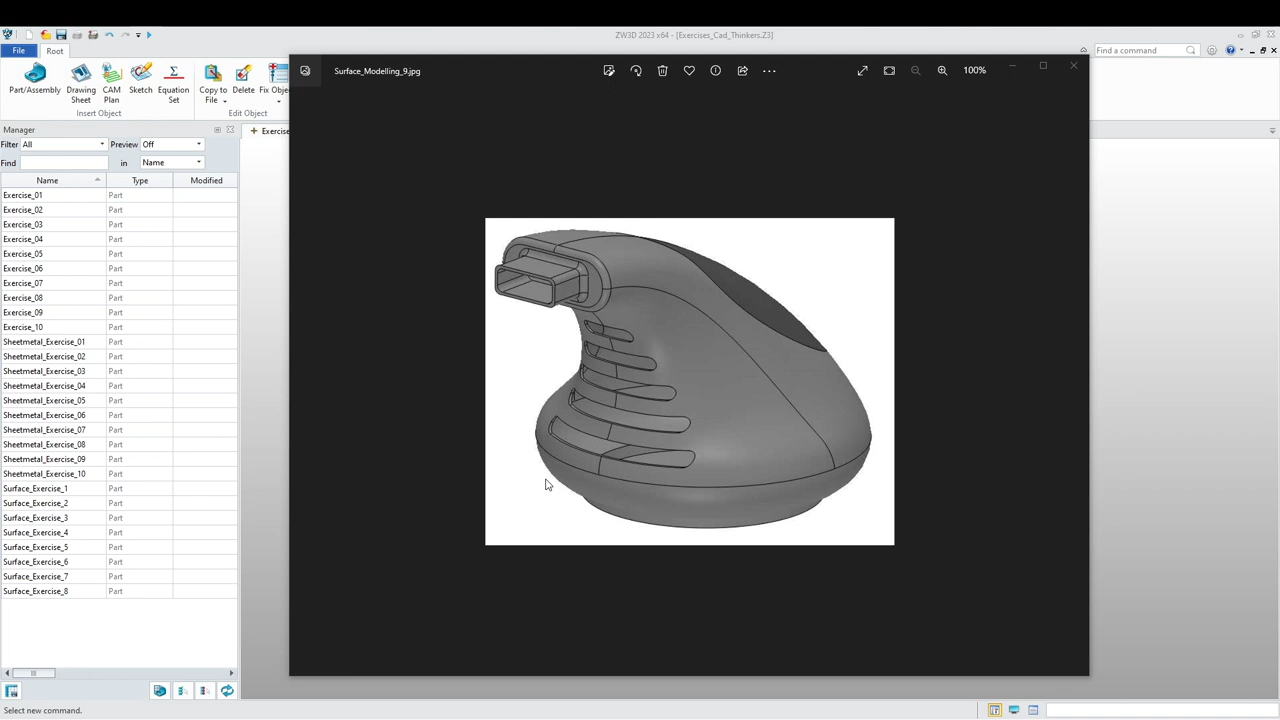 ZW3D 2023 x64 - [Exercises_Cad_Thinkers.Z3]
File Root
Find a command
Surface_Modelling_9.jpg
100%
Part/Assembly Drawing Sheet CAM Plan Sketch Equation Set Copy to File Delete Fix Obje
Insert Object Edit Object
Manager
Exercise
Filter All Preview Off
Find in Name
Name Type Modified
Exercise_01 Part
Exercise_02 Part
Exercise_03 Part
Exercise_04 Part
Exercise_05 Part
Exercise_06 Part
Exercise_07 Part
Exercise_08 Part
Exercise_09 Part
Exercise_10 Part
Sheetmetal_Exercise_01 Part
Sheetmetal_Exercise_02 Part
Sheetmetal_Exercise_03 Part
Sheetmetal_Exercise_04 Part
Sheetmetal_Exercise_05 Part
Sheetmetal_Exercise_06 Part
Sheetmetal_Exercise_07 Part
Sheetmetal_Exercise_08 Part
Sheetmetal_Exercise_09 Part
Sheetmetal_Exercise_10 Part
Surface_Exercise_1 Part
Surface_Exercise_2 Part
Surface_Exercise_3 Part
Surface_Exercise_4 Part
Surface_Exercise_5 Part
Surface_Exercise_6 Part
Surface_Exercise_7 Part
Surface_Exercise_8 Part
Select new command.